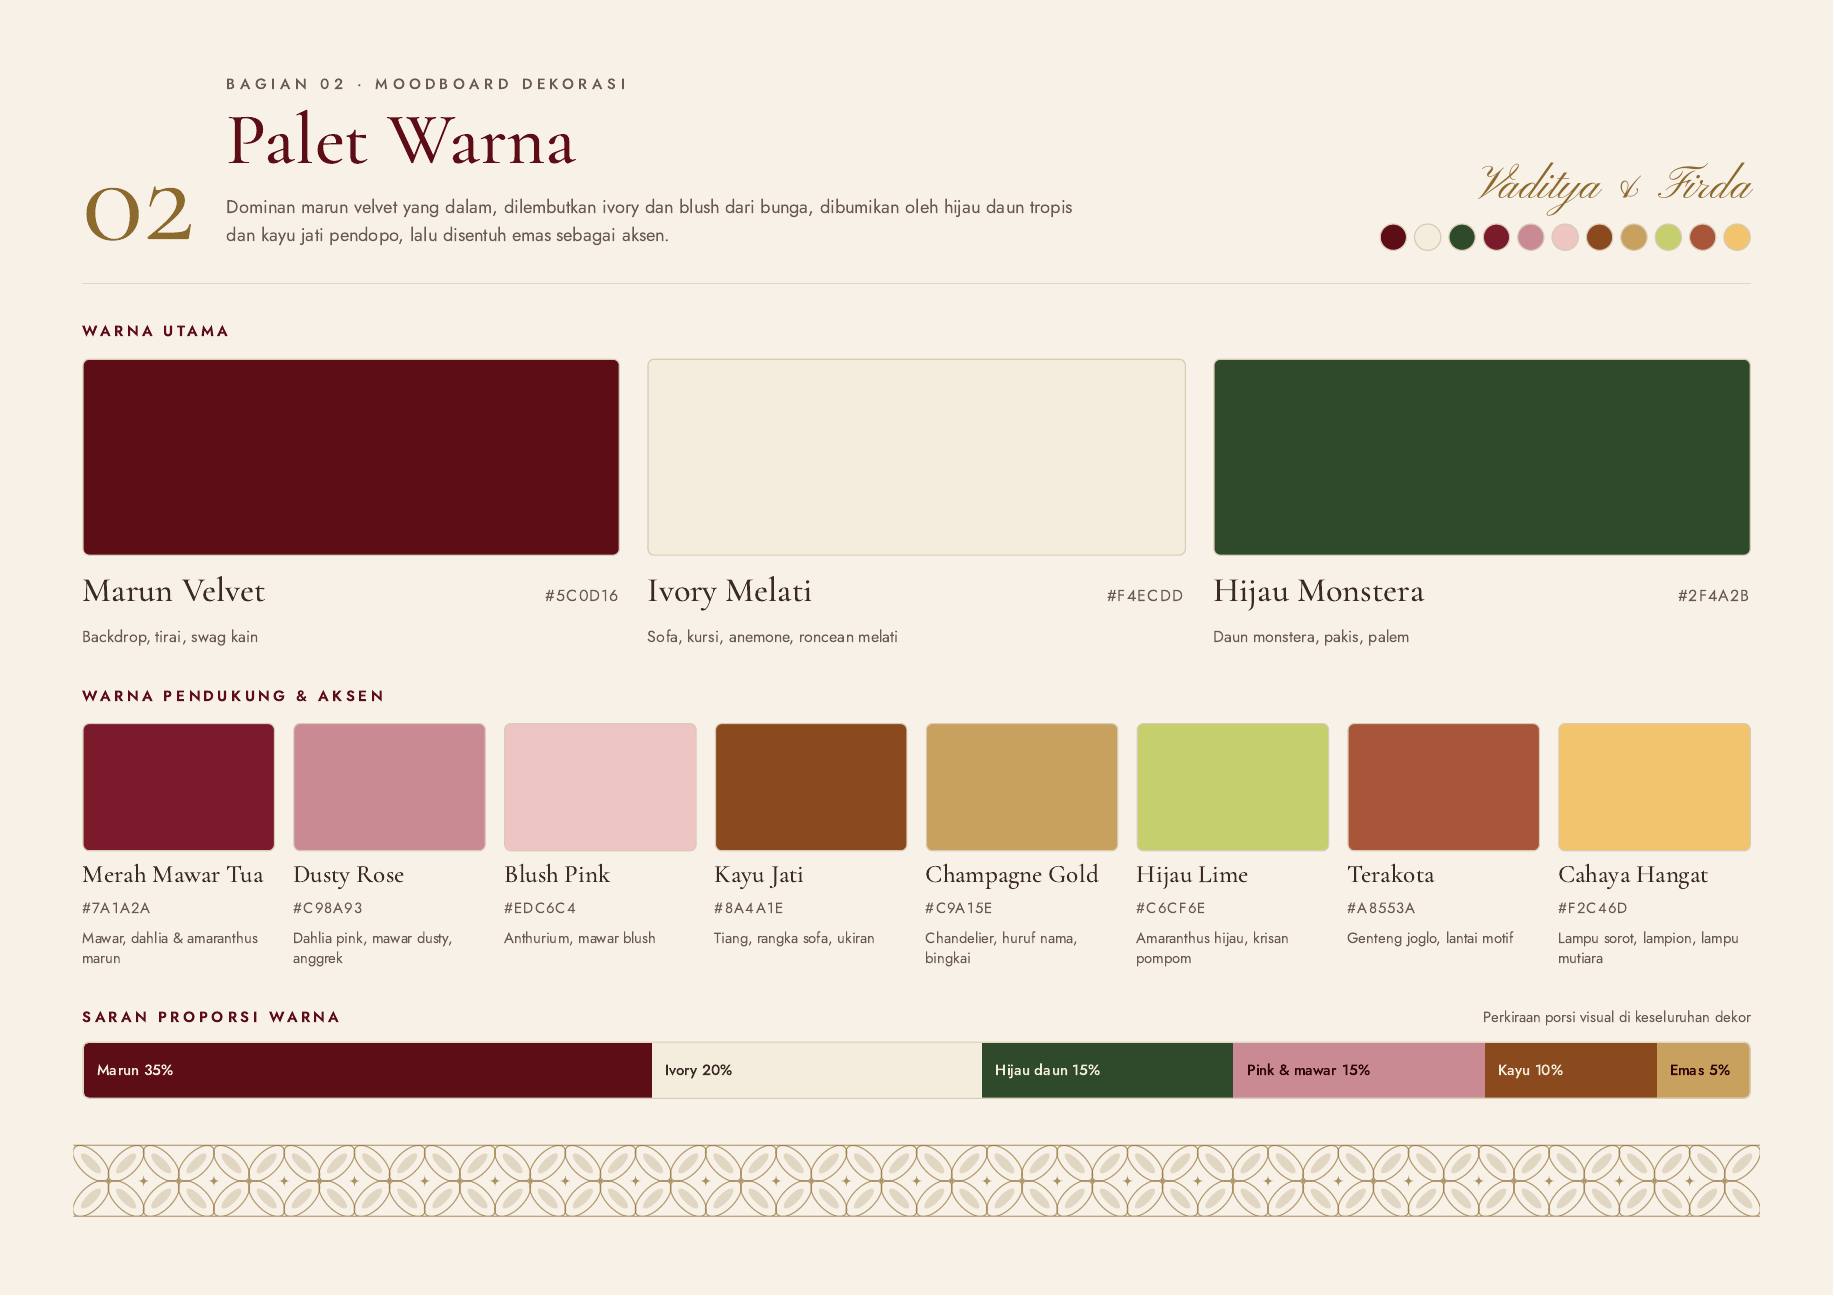 BAGIAN 02 · MOODBOARD DEKORASI
Palet Warna
02
Dominan marun velvet yang dalam, dilembutkan ivory dan blush dari bunga, dibumikan oleh hijau daun tropis
dan kayu jati pendopo, lalu disentuh emas sebagai aksen.
Vaditya & Firda
WARNA UTAMA
Marun Velvet #5C0D16
Backdrop, tirai, swag kain
Ivory Melati #F4ECDD
Sofa, kursi, anemone, roncean melati
Hijau Monstera #2F4A2B
Daun monstera, pakis, palem
WARNA PENDUKUNG & AKSEN
Merah Mawar Tua
#7A1A2A
Mawar, dahlia & amaranthus
marun
Dusty Rose
#C98A93
Dahlia pink, mawar dusty,
anggrek
Blush Pink
#EDC6C4
Anthurium, mawar blush
Kayu Jati
#8A4A1E
Tiang, rangka sofa, ukiran
Champagne Gold
#C9A15E
Chandelier, huruf nama,
bingkai
Hijau Lime
#C6CF6E
Amaranthus hijau, krisan
pompom
Terakota
#A8553A
Genteng joglo, lantai motif
Cahaya Hangat
#F2C46D
Lampu sorot, lampion, lampu
mutiara
SARAN PROPORSI WARNA
Perkiraan porsi visual di keseluruhan dekor
Marun 35%
Ivory 20%
Hijau daun 15%
Pink & mawar 15%
Kayu 10%
Emas 5%